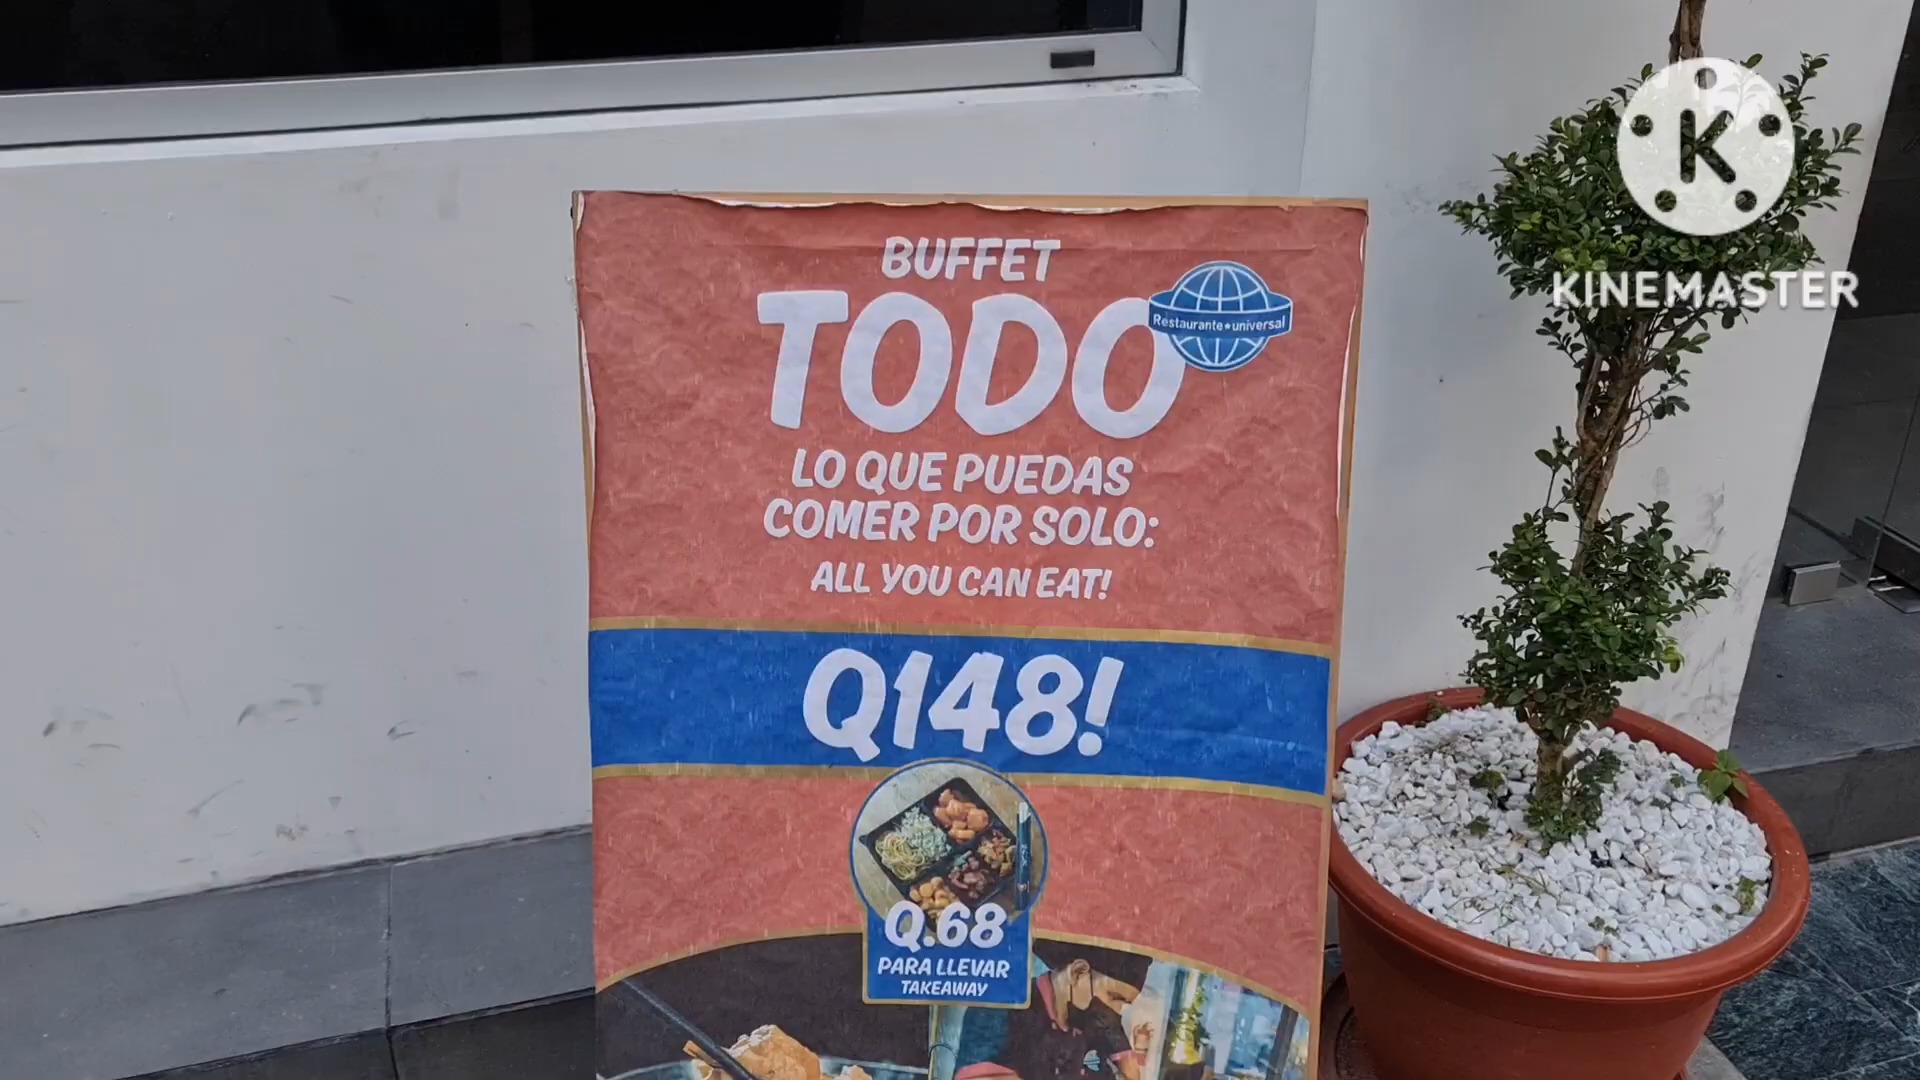 BUFFET
TODO
Restaurante★universal
LO QUE PUEDAS
COMER POR SOLO:
ALL YOU CAN EAT!
Q148!
Q.68
PARA LLEVAR
TAKEAWAY
K
KINEMASTER